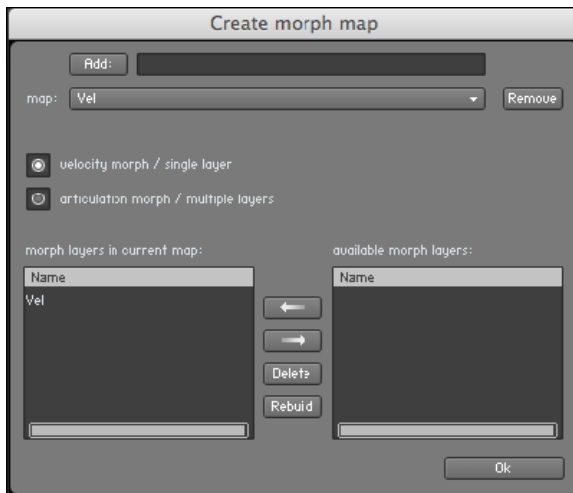 Create morph map
Add:
map: Vel Remove
velocity morph / single layer
articulation morph / multiple layers
morph layers in current map: available morph layers:
Name Name
Vel
Delete
Rebuid
Ok